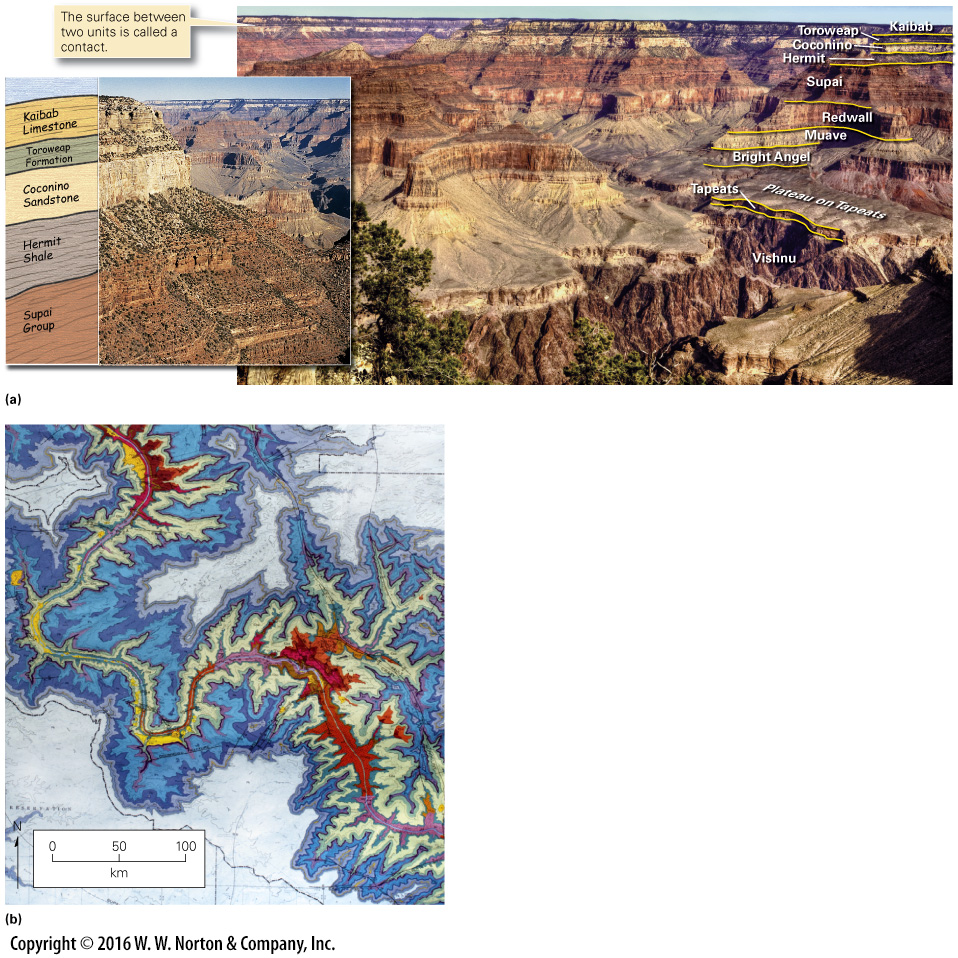 The surface between
two units is called a
contact.
Kaibab
Toroweap
Coconino
Hermit
Supai
Redwall
Muave
Bright Angel
Tapeats
Plateau on Tapeats
Vishnu
Kaibab
Limestone
Toroweap
Formation
Coconino
Sandstone
Hermit
Shale
Supai
Group
(a)
RESERVATION
N
0 50 100
km
(b)
Copyright © 2016 W. W. Norton & Company, Inc.